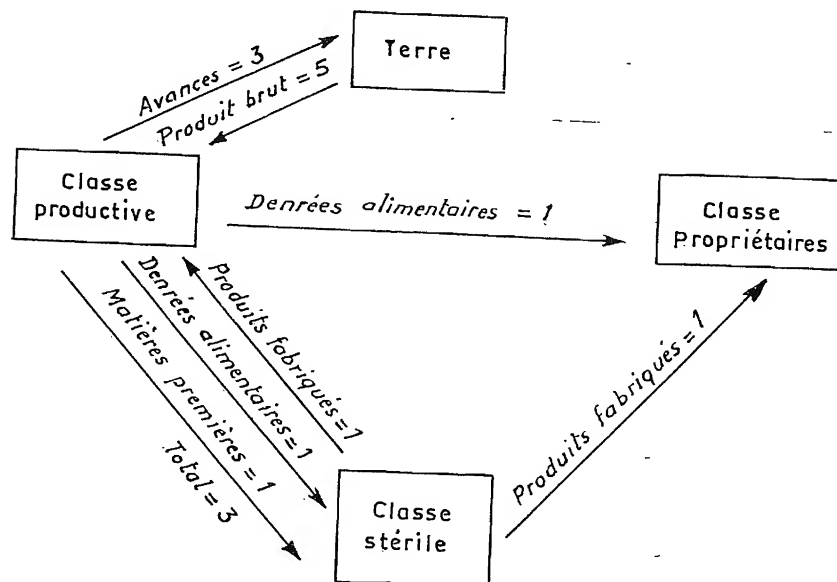 Terre
Avances = 3
Produit brut = 5
Classe
productive
Denrées alimentaires = 1
Classe
Propriétaires
Produits fabriqués = 1
Denrées alimentaires = 1
Matières premières = 1
Total = 3
Produits fabriqués = 1
Classe
stérile